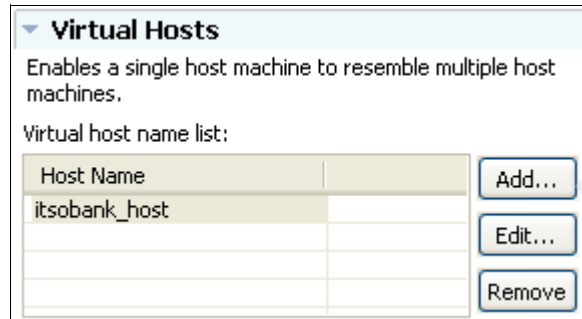 Virtual Hosts
Enables a single host machine to resemble multiple host
machines.
Virtual host name list:
Host Name
Add...
itsobank_host
Edit...
Remove